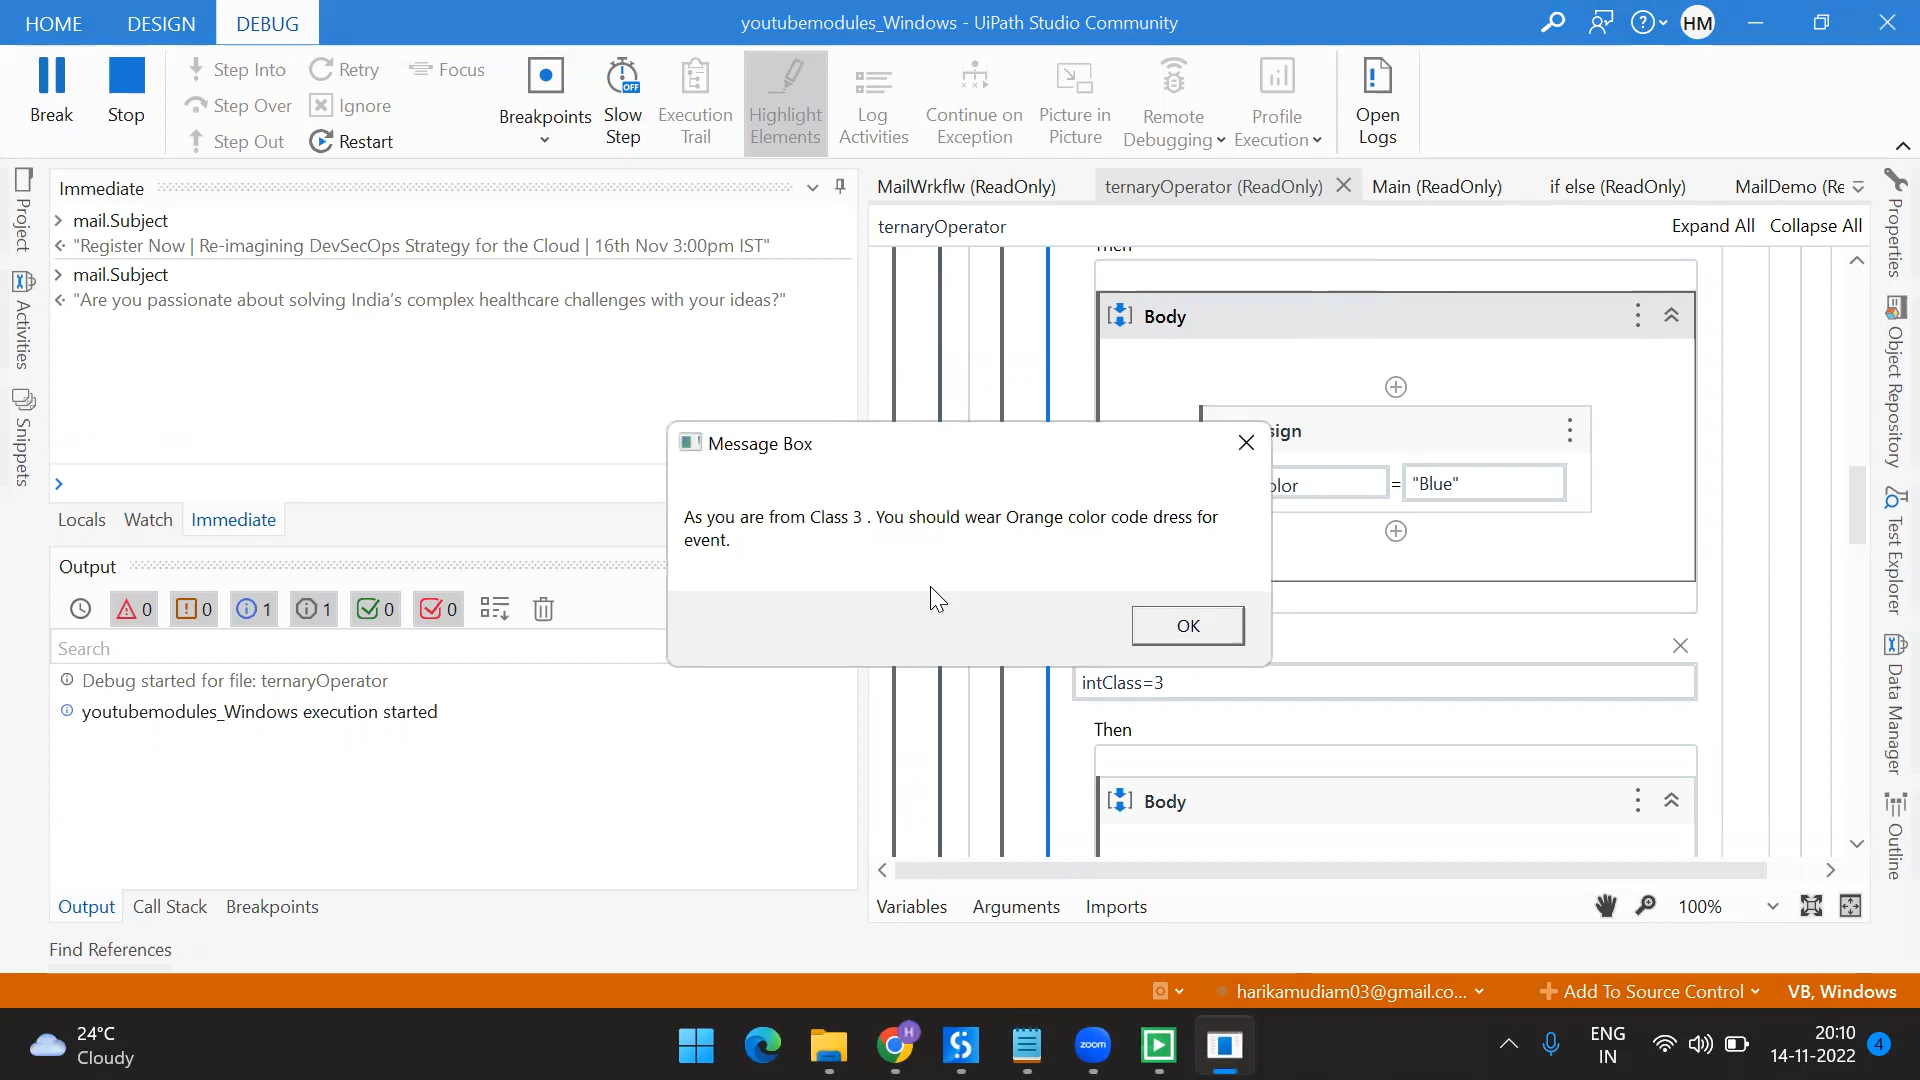 HOME DESIGN DEBUG youtubemodules_Windows - UiPath Studio Community HM
Break Stop
Step Into Retry Focus
Step Over Ignore
Step Out Restart
Breakpoints
Slow Step
OFF
Execution Trail
Highlight Elements
Log Activities
Continue on Exception
Picture in Picture
Remote Debugging
Profile Execution
Open Logs
Project
Activities
Snippets
Immediate
mail.Subject
"Register Now | Re-imagining DevSecOps Strategy for the Cloud | 16th Nov 3:00pm IST"
mail.Subject
"Are you passionate about solving India's complex healthcare challenges with your ideas?"
Locals Watch Immediate
Output
0 0 1 1 0 0
Search
Debug started for file: ternaryOperator
youtubemodules_Windows execution started
Output Call Stack Breakpoints
Find References
MailWrkflw (ReadOnly) ternaryOperator (ReadOnly) Main (ReadOnly) if else (ReadOnly) MailDemo (Re
ternaryOperator Expand All Collapse All
Then
Body
sign
olor = "Blue"
Message Box
As you are from Class 3 . You should wear Orange color code dress for
event.
OK
intClass=3
Then
Body
Variables Arguments Imports 100%
Properties
Object Repository
Test Explorer
Data Manager
Outline
harikamudiam03@gmail.co... Add To Source Control VB, Windows
24°C
Cloudy
H
zoom
ENG
IN
20:10
14-11-2022
4